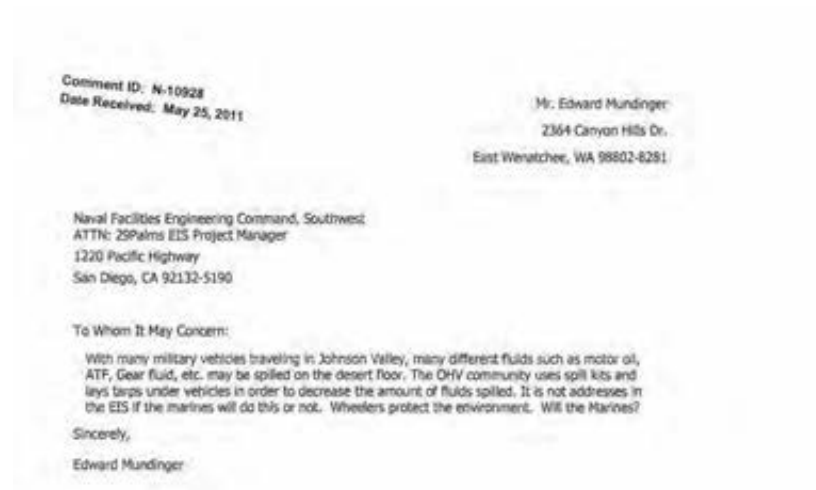 Comment ID: N-10928
Date Received: May 25, 2011
Mr. Edward Mundinger
2364 Canyon Hills Dr.
East Wenatchee, WA 98802-8281
Naval Facilities Engineering Command, Southwest
ATTN: 29Palms EIS Project Manager
1220 Pacific Highway
San Diego, CA 92132-5190
To Whom It May Concern:
With many military vehicles traveling in Johnson Valley, many different fluids such as motor oil,
ATF, Gear fluid, etc. may be spilled on the desert floor. The OHV community uses spill kits and
lays tarps under vehicles in order to decrease the amount of fluids spilled. It is not addresses in
the EIS if the marines will do this or not. Wheelers protect the environment. Will the Marines?
Sincerely,
Edward Mundinger